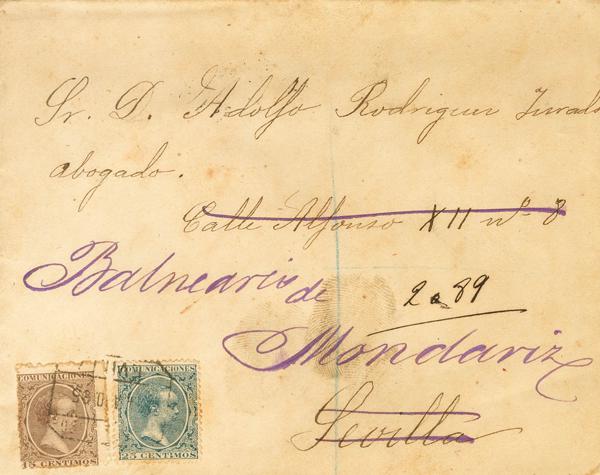 Sr. D. Adolfo Rodriguez Jurado
abogado.
Calle Alfonso XII nº 8
Balneario de
2 a 89
Mondariz
Sevilla
COMUNICACIONES
15 CENTIMOS
COMUNICACIONES
25 CENTIMOS